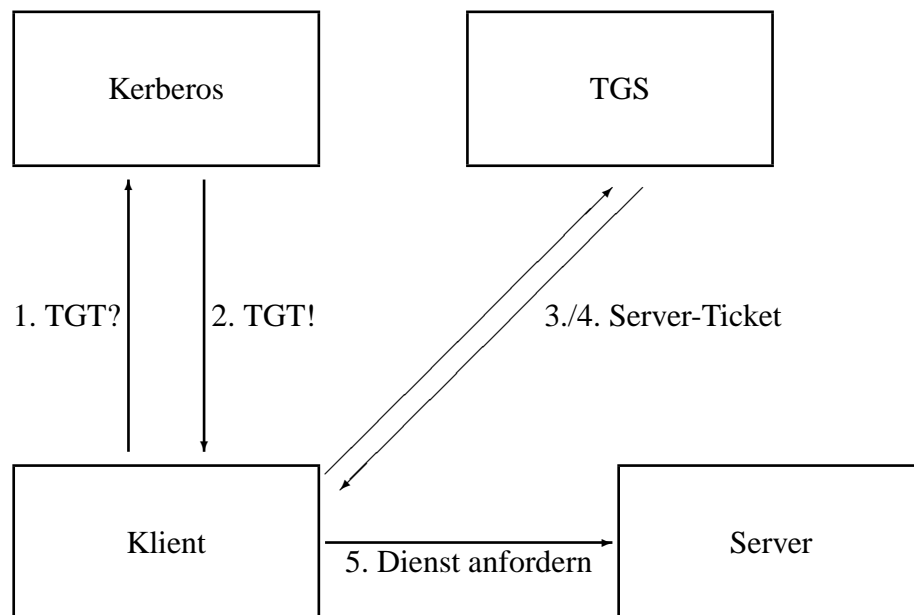 Kerberos
TGS
1. TGT?
2. TGT!
3./4. Server-Ticket
Klient
5. Dienst anfordern
Server